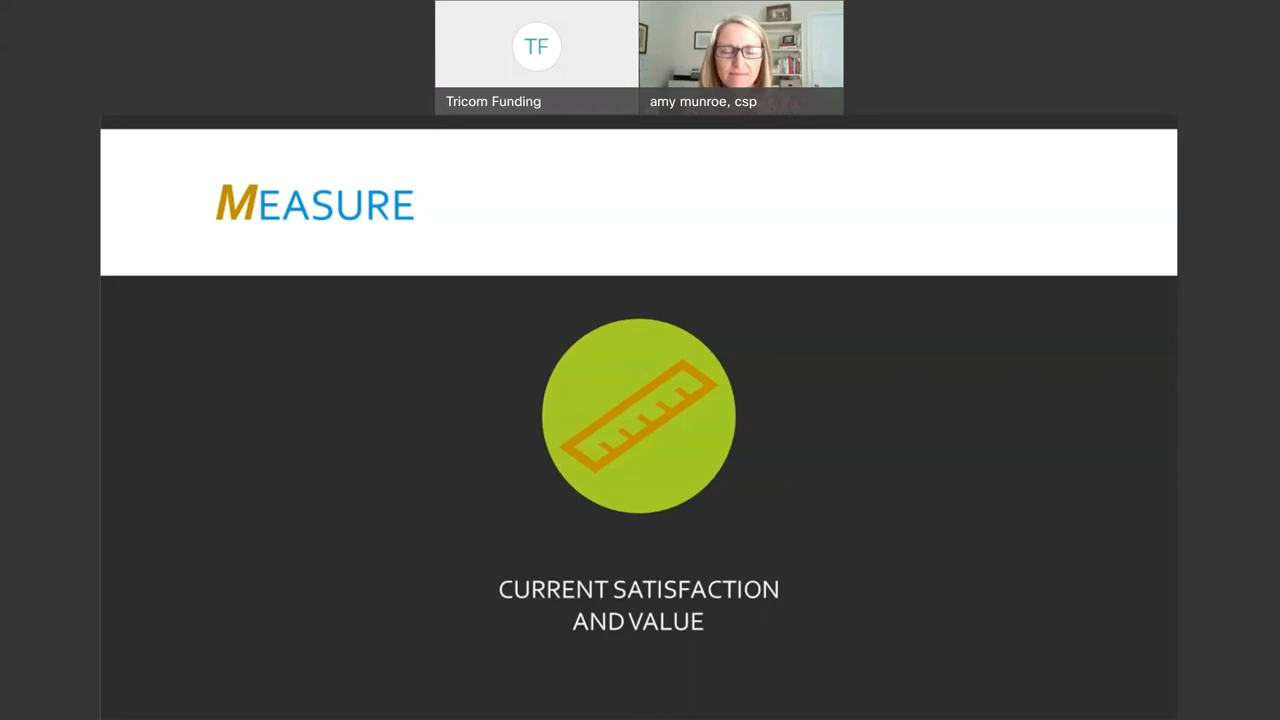 TF
Tricom Funding
amy munroe, csp
MEASURE
CURRENT SATISFACTION
AND VALUE